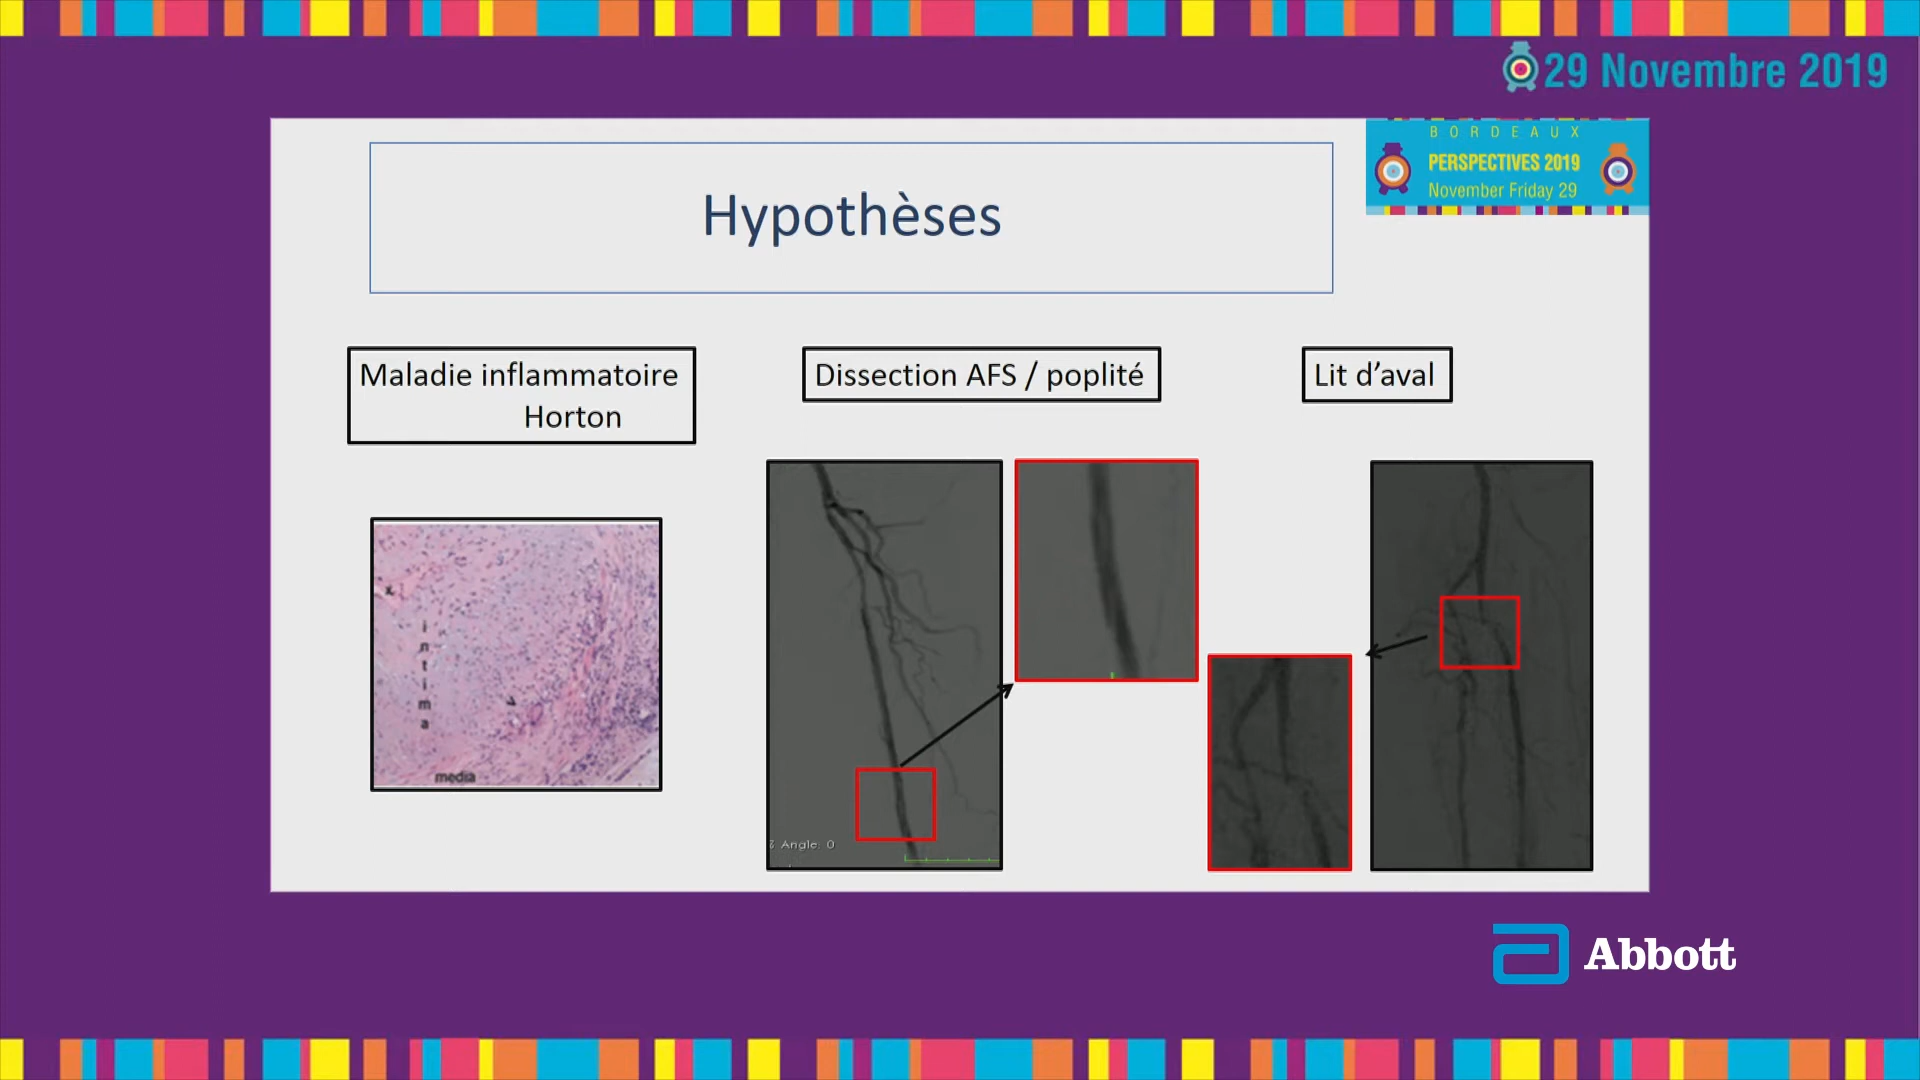 29 Novembre 2019
BORDEAUX
PERSPECTIVES 2019
November Friday 29
Hypothèses
Maladie inflammatoire
Horton
Dissection AFS / poplité
Lit d’aval
x
intima
media
Angle: 0
Abbott